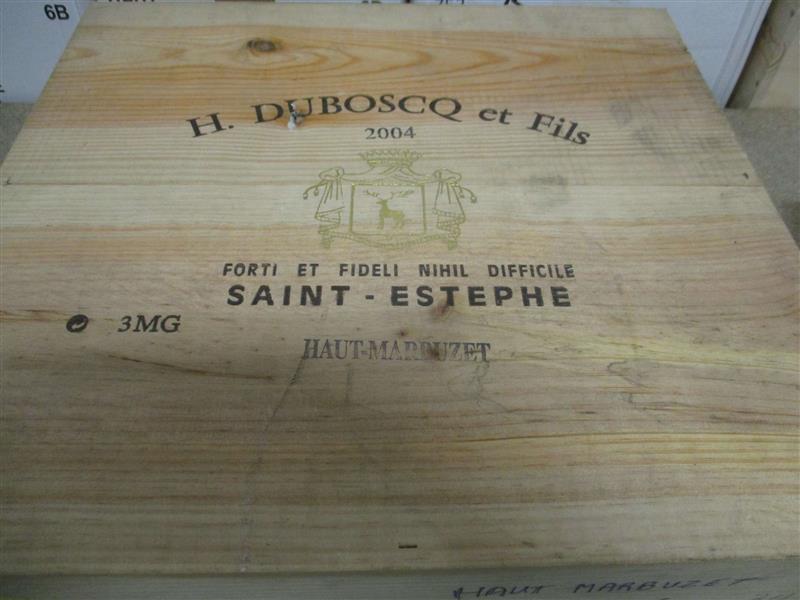 6B
H. DUBOSCQ et Fils
2004
FORTI ET FIDELI NIHIL DIFFICILE
SAINT - ESTEPHE
3MG
HAUT-MARBUZET
HAUT MARBUZET